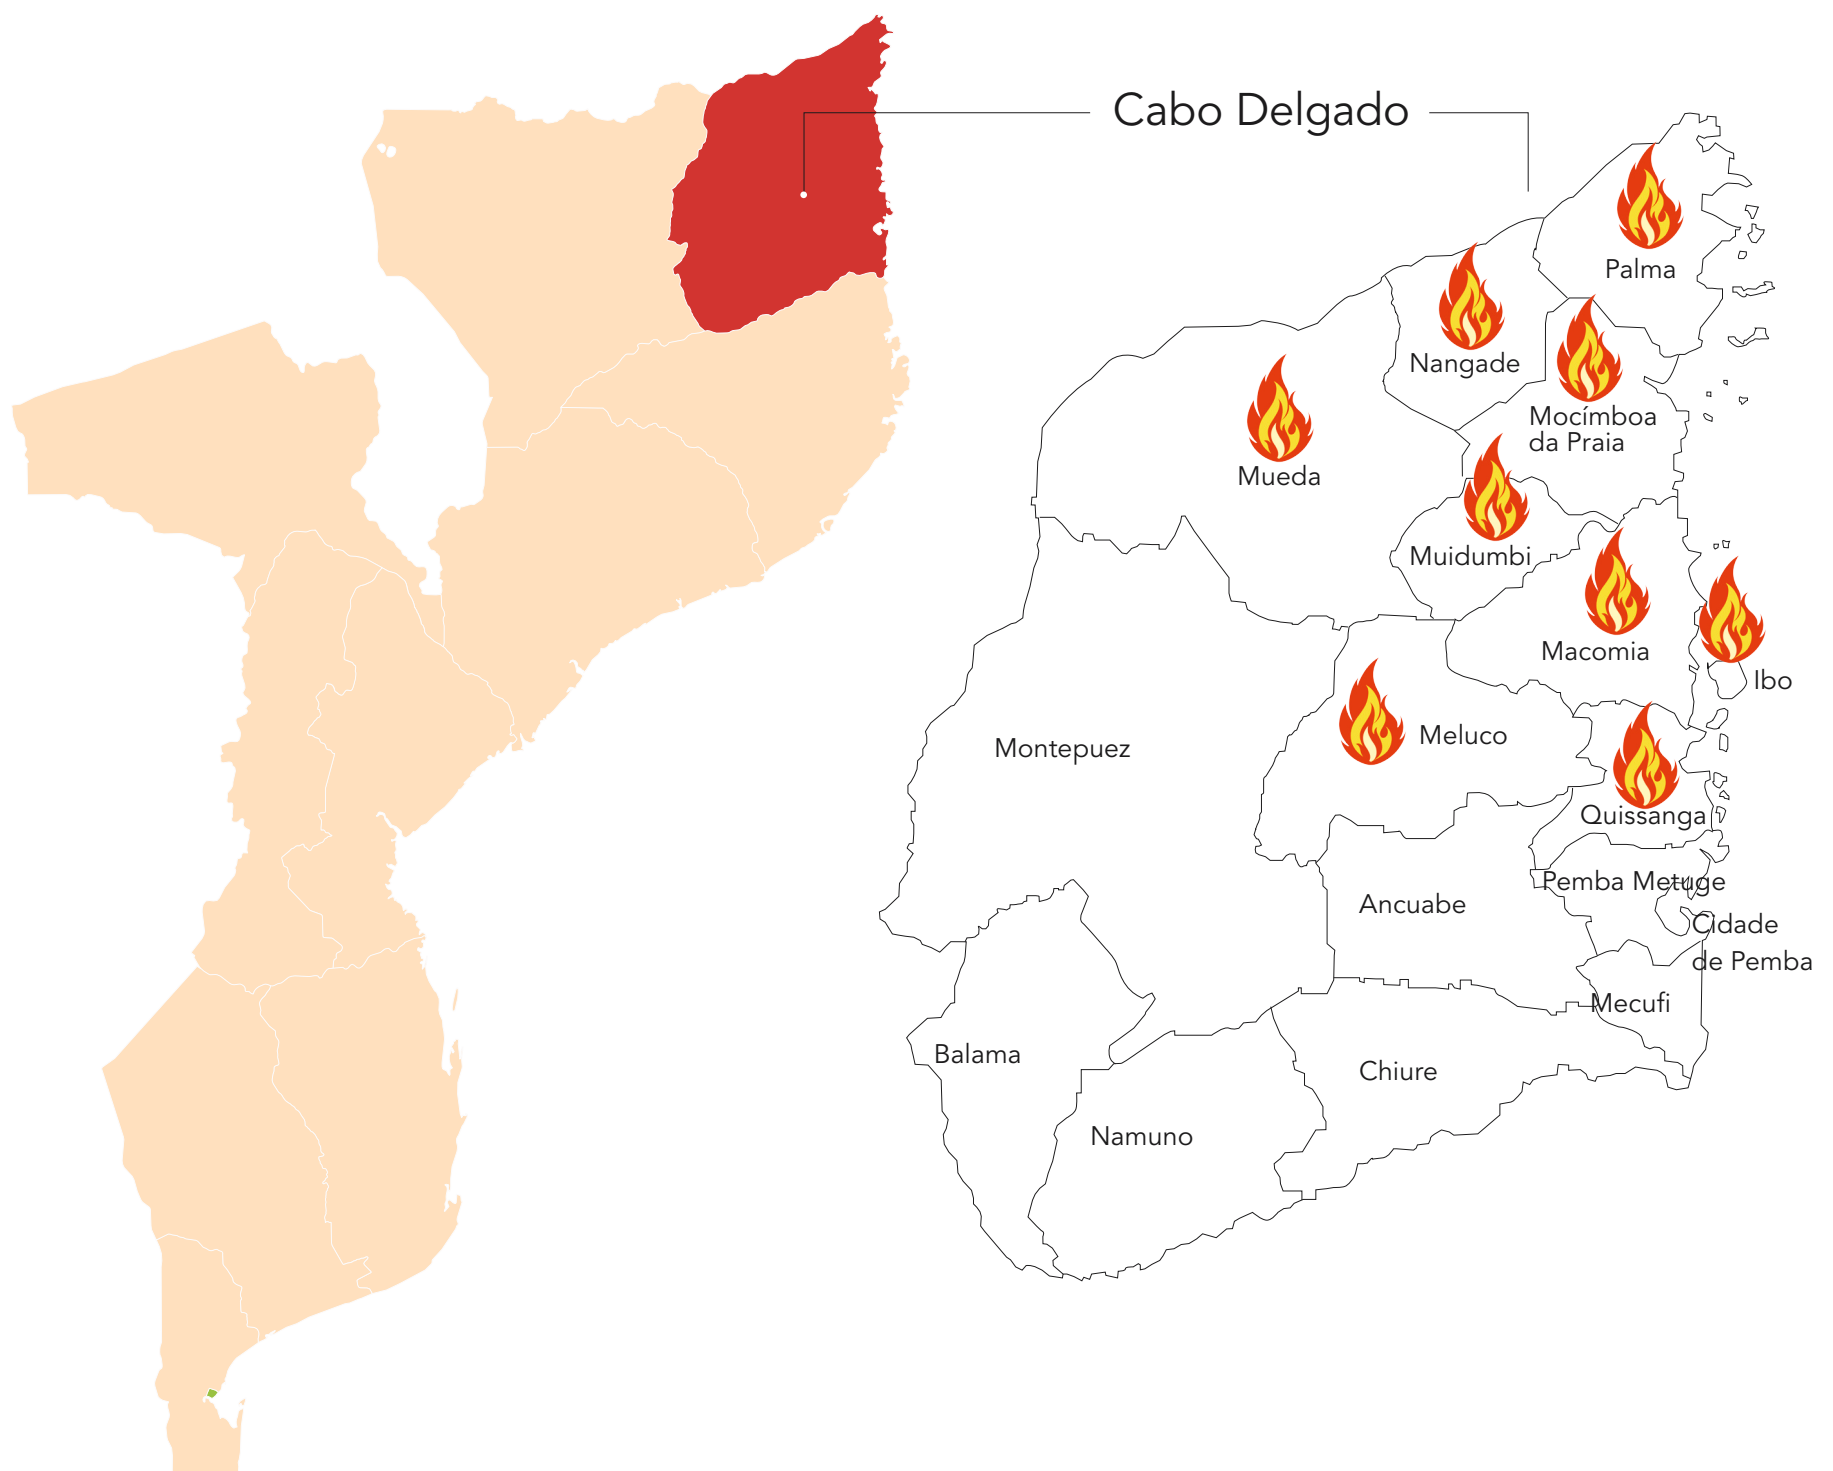 Cabo Delgado
Palma
Nangade
Mocímboa
da Praia
Mueda
Muidumbi
Macomia
Ibo
Meluco
Montepuez
Quissanga
Pemba Metuge
Ancuabe
Cidade
de Pemba
Mecufi
Balama
Chiure
Namuno